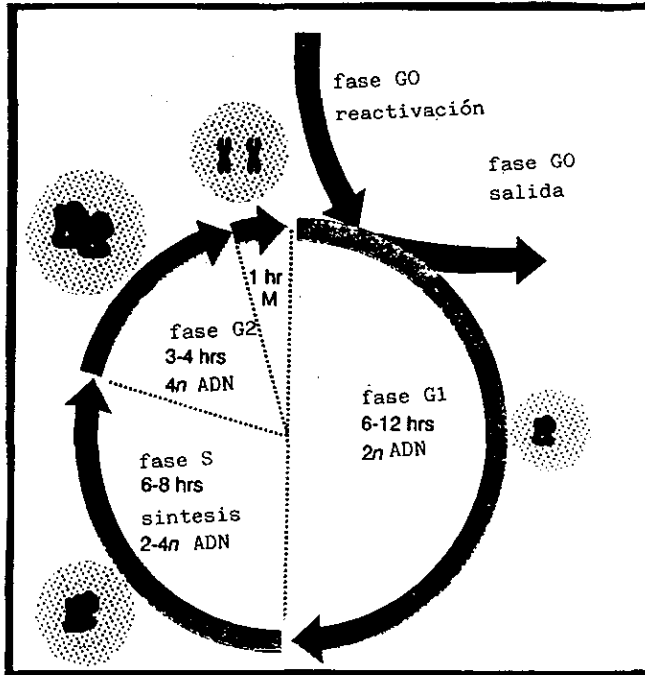 fase GO
reactivación
fase GO
salida
1 hr
M
fase G2
3-4 hrs
4n ADN
fase G1
6-12 hrs
2n ADN
fase S
6-8 hrs
sintesis
2-4n ADN